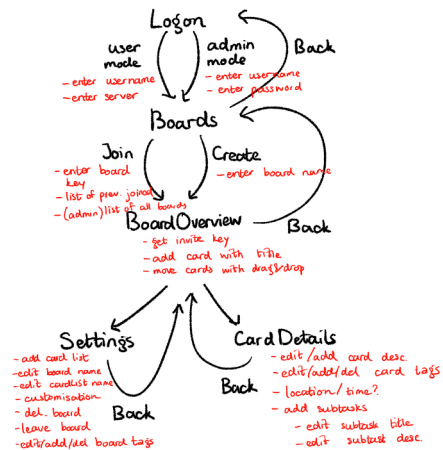 Logon
user mode
- enter username
- enter server
admin mode
- enter username
- enter password
Back
Boards
Join
- enter board key
- list of prev. joined
- (admin) list of all boards
Create
- enter board name
Back
BoardOverview
- get invite key
- add card with title
- move cards with drag&drop
Settings
- add card list
- edit board name
- edit cardlist name
- customisation
- del. board
- leave board
- edit/add/del board tags
Back
CardDetails
- edit/add card desc.
- edit/add/del card tags
- location/time?
- add subtasks
- edit subtask title
- edit subtast desc.
Back